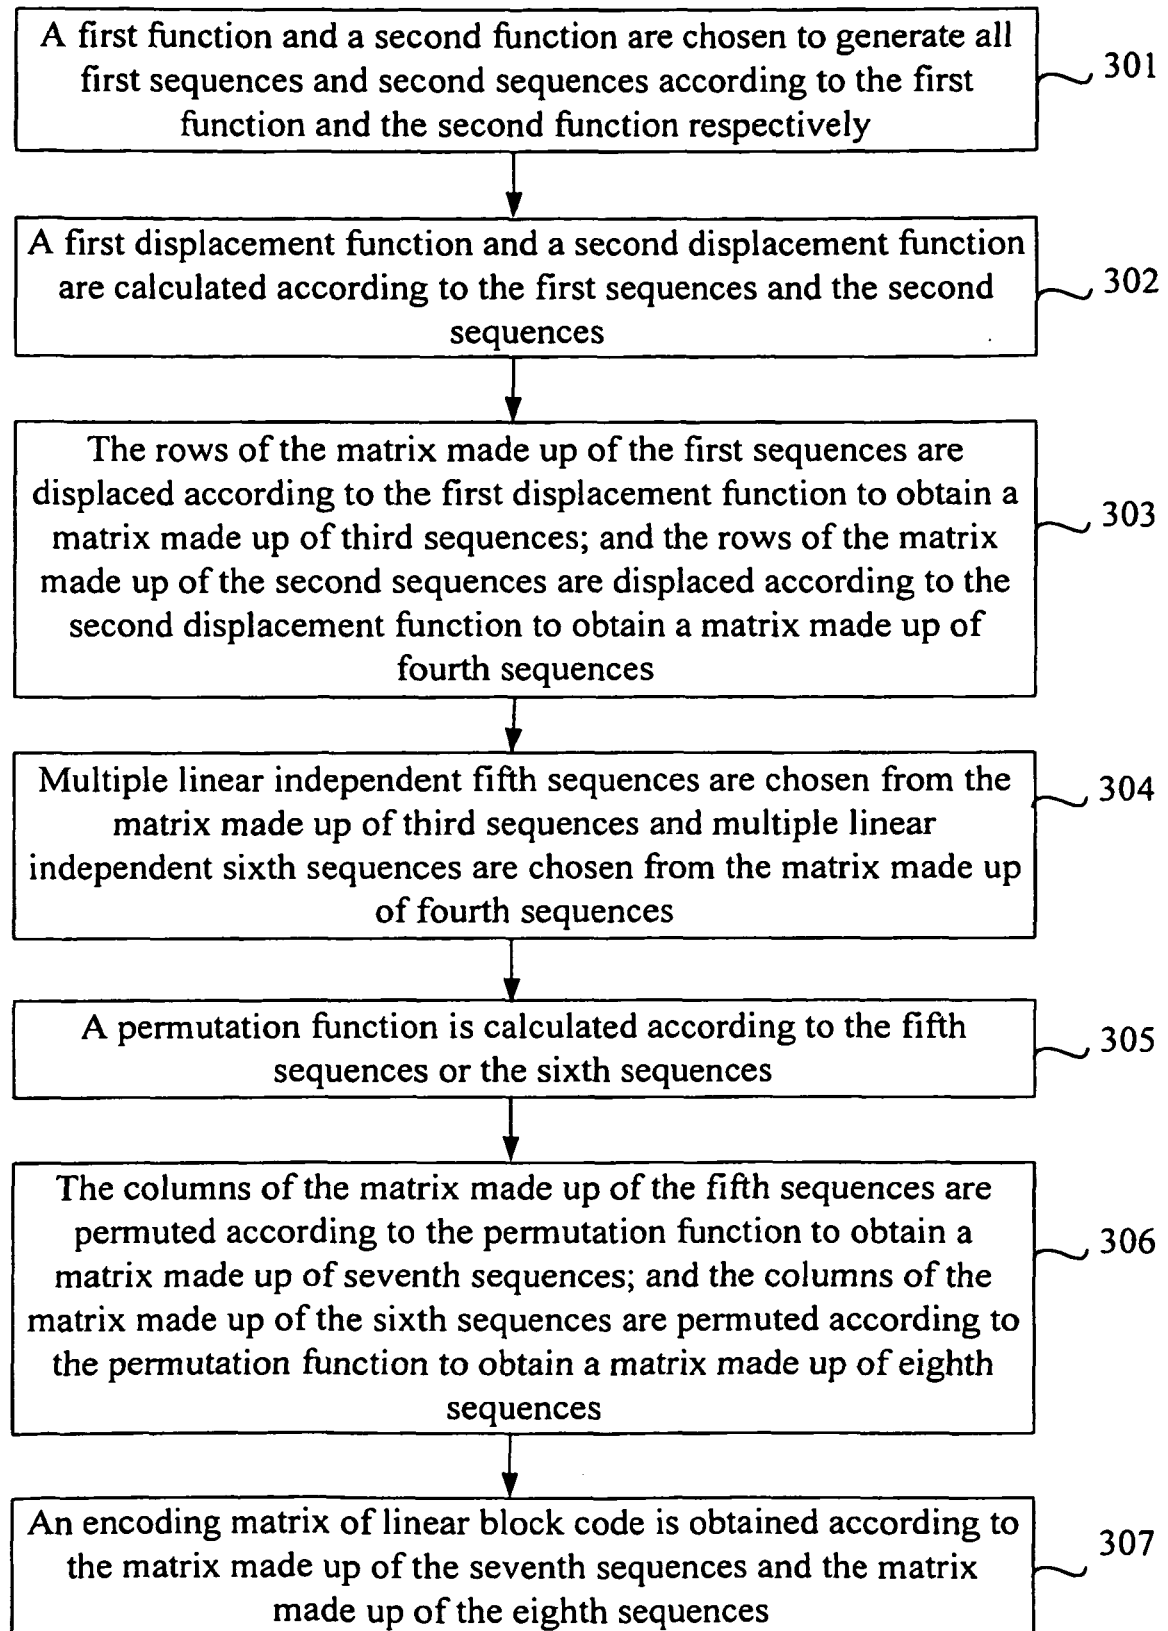 A first function and a second function are chosen to generate all
first sequences and second sequences according to the first
function and the second function respectively
301
A first displacement function and a second displacement function
are calculated according to the first sequences and the second
sequences
302
The rows of the matrix made up of the first sequences are
displaced according to the first displacement function to obtain a
matrix made up of third sequences; and the rows of the matrix
made up of the second sequences are displaced according to the
second displacement function to obtain a matrix made up of
fourth sequences
303
Multiple linear independent fifth sequences are chosen from the
matrix made up of third sequences and multiple linear
independent sixth sequences are chosen from the matrix made up
of fourth sequences
304
A permutation function is calculated according to the fifth
sequences or the sixth sequences
305
The columns of the matrix made up of the fifth sequences are
permuted according to the permutation function to obtain a
matrix made up of seventh sequences; and the columns of the
matrix made up of the sixth sequences are permuted according to
the permutation function to obtain a matrix made up of eighth
sequences
306
An encoding matrix of linear block code is obtained according to
the matrix made up of the seventh sequences and the matrix
made up of the eighth sequences
307